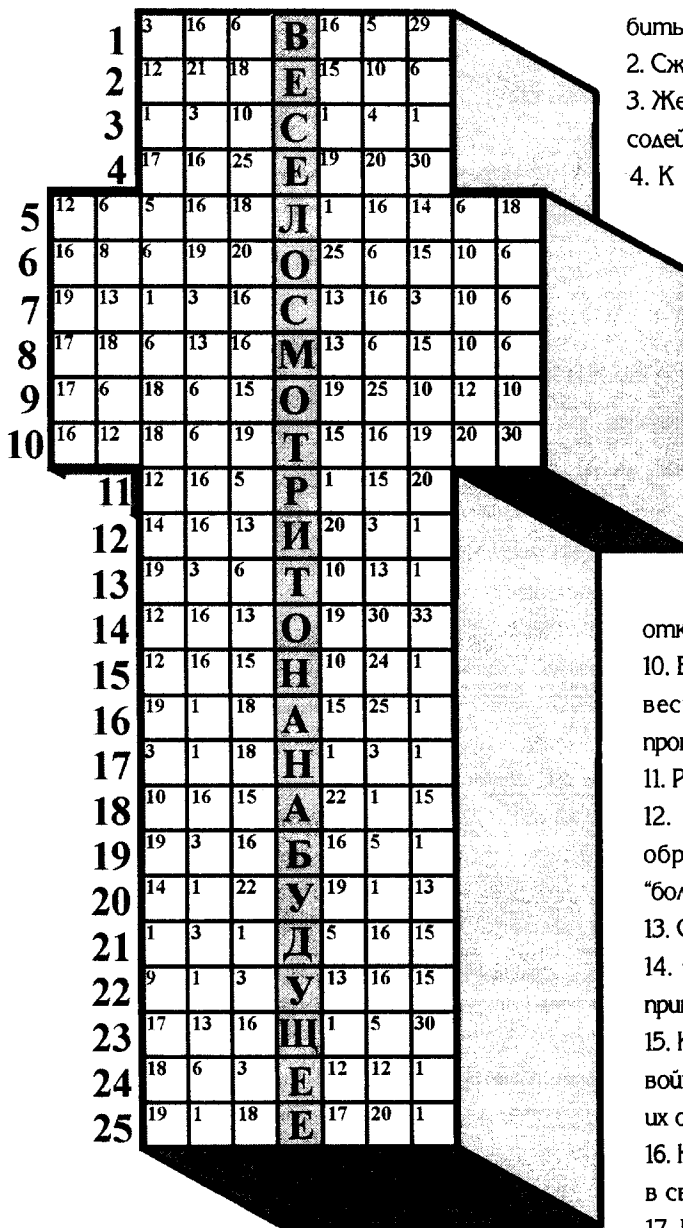 1 3 16 6 В 16 5 29
2 12 21 18 Е 15 10 6
3 1 3 10 С 1 4 1
4 17 16 25 Е 19 20 30
5 12 6 5 16 18 Л 1 16 14 6 18
6 16 8 6 19 20 О 25 6 15 10 6
7 19 13 1 3 16 С 13 16 3 10 6
8 17 18 6 13 16 М 13 6 15 10 6
9 17 6 18 6 15 О 19 25 10 12 10
10 16 12 18 6 19 Т 15 16 19 20 30
11 12 16 5 Р 1 15 20
12 14 16 13 И 20 3 1
13 19 3 6 Т 10 13 1
14 12 16 13 О 19 30 33
15 12 16 15 Н 10 24 1
16 19 1 18 А 15 25 1
17 3 1 18 Н 1 3 1
18 10 16 15 А 22 1 15
19 19 3 16 Б 16 5 1
20 14 1 22 У 19 1 13
21 1 3 1 Д 5 16 15
22 9 1 3 У 13 16 15
23 17 13 16 Щ 1 5 30
24 18 6 3 Е 12 12 1
25 19 1 18 Е 17 20 1
бить
2. Сж
3. Же
содей
4. К
отк
10. В
вес
про
11. Р
12.
обр
"бол
13. С
14.
при
15. К
вой
их о
16. К
в св